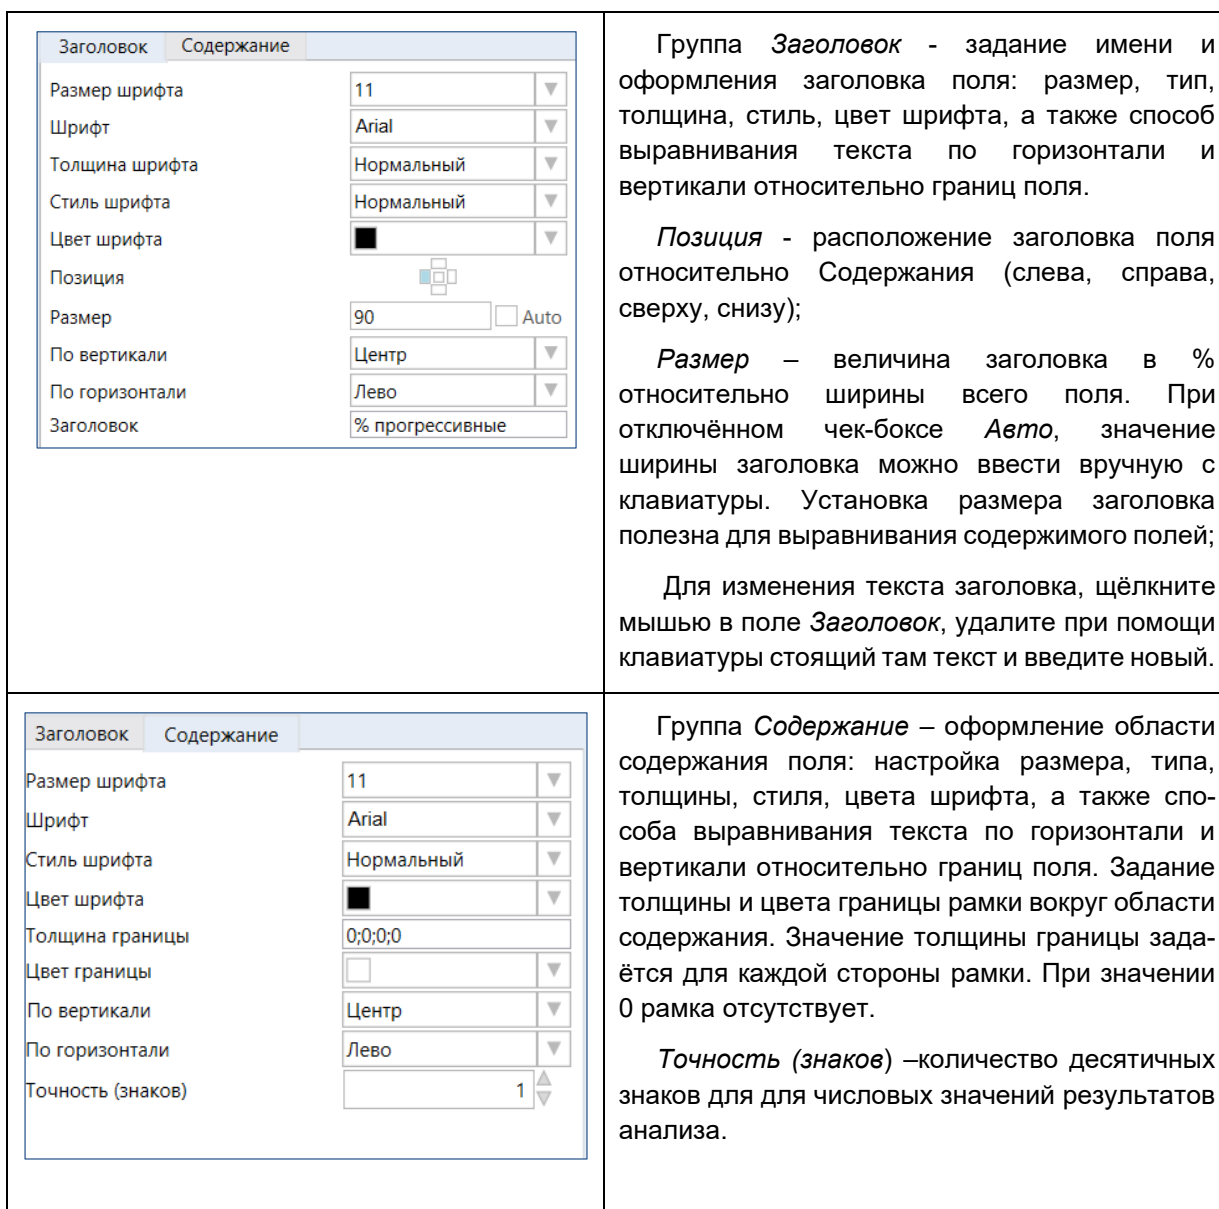 Заголовок Содержание
Размер шрифта 11
Шрифт Arial
Толщина шрифта Нормальный
Стиль шрифта Нормальный
Цвет шрифта
Позиция
Размер 90 Auto
По вертикали Центр
По горизонтали Лево
Заголовок % прогрессивные
Группа Заголовок - задание имени и
оформления заголовка поля: размер, тип,
толщина, стиль, цвет шрифта, а также способ
выравнивания текста по горизонтали и
вертикали относительно границ поля.
Позиция - расположение заголовка поля
относительно Содержания (слева, справа,
сверху, снизу);
Размер – величина заголовка в %
относительно ширины всего поля. При
отключённом чек-боксе Авто, значение
ширины заголовка можно ввести вручную с
клавиатуры. Установка размера заголовка
полезна для выравнивания содержимого полей;
Для изменения текста заголовка, щёлкните
мышью в поле Заголовок, удалите при помощи
клавиатуры стоящий там текст и введите новый.
Заголовок Содержание
Размер шрифта 11
Шрифт Arial
Стиль шрифта Нормальный
Цвет шрифта
Толщина границы 0;0;0;0
Цвет границы
По вертикали Центр
По горизонтали Лево
Точность (знаков) 1
Группа Содержание – оформление области
содержания поля: настройка размера, типа,
толщины, стиля, цвета шрифта, а также спо-
соба выравнивания текста по горизонтали и
вертикали относительно границ поля. Задание
толщины и цвета границы рамки вокруг области
содержания. Значение толщины границы зада-
ётся для каждой стороны рамки. При значении
0 рамка отсутствует.
Точность (знаков) –количество десятичных
знаков для для числовых значений результатов
анализа.